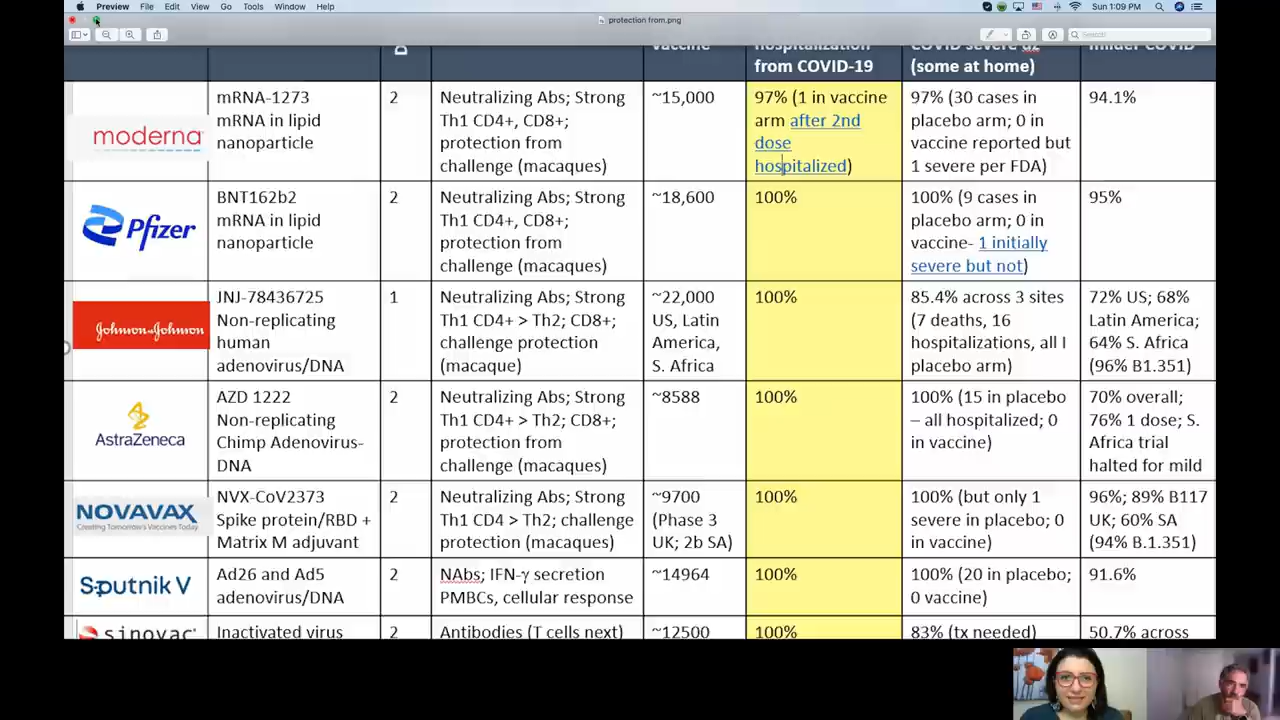 Preview File Edit View Go Tools Window Help Sun 1:09 PM
protection from.png
Search
vaccine hospitalization COVID severe dz milder COVID
D from COVID-19 (some at home)
moderna
mRNA-1273
mRNA in lipid
nanoparticle
2
Neutralizing Abs; Strong
Th1 CD4+, CD8+;
protection from
challenge (macaques)
~15,000
97% (1 in vaccine
arm after 2nd
dose
hospitalized)
97% (30 cases in
placebo arm; 0 in
vaccine reported but
1 severe per FDA)
94.1%
Pfizer
BNT162b2
mRNA in lipid
nanoparticle
2
Neutralizing Abs; Strong
Th1 CD4+, CD8+;
protection from
challenge (macaques)
~18,600
100%
100% (9 cases in
placebo arm; 0 in
vaccine- 1 initially
severe but not)
95%
Johnson & Johnson
JNJ-78436725
Non-replicating
human
adenovirus/DNA
1
Neutralizing Abs; Strong
Th1 CD4+ > Th2; CD8+;
challenge protection
(macaque)
~22,000
US, Latin
America,
S. Africa
100%
85.4% across 3 sites
(7 deaths, 16
hospitalizations, all I
placebo arm)
72% US; 68%
Latin America;
64% S. Africa
(96% B1.351)
AstraZeneca
AZD 1222
Non-replicating
Chimp Adenovirus-
DNA
2
Neutralizing Abs; Strong
Th1 CD4+ > Th2; CD8+;
protection from
challenge (macaques)
~8588
100%
100% (15 in placebo
– all hospitalized; 0
in vaccine)
70% overall;
76% 1 dose; S.
Africa trial
halted for mild
NOVAVAX
Creating Tomorrow's Vaccines Today
NVX-CoV2373
Spike protein/RBD +
Matrix M adjuvant
2
Neutralizing Abs; Strong
Th1 CD4 > Th2; challenge
protection (macaques)
~9700
(Phase 3
UK; 2b SA)
100%
100% (but only 1
severe in placebo; 0
in vaccine)
96%; 89% B117
UK; 60% SA
(94% B.1.351)
Sputnik V
Ad26 and Ad5
adenovirus/DNA
2
NAbs; IFN-γ secretion
PMBCs, cellular response
~14964
100%
100% (20 in placebo;
0 vaccine)
91.6%
sinovac
Inactivated virus
2
Antibodies (T cells next)
~12500
100%
83% (tx needed)
50.7% across